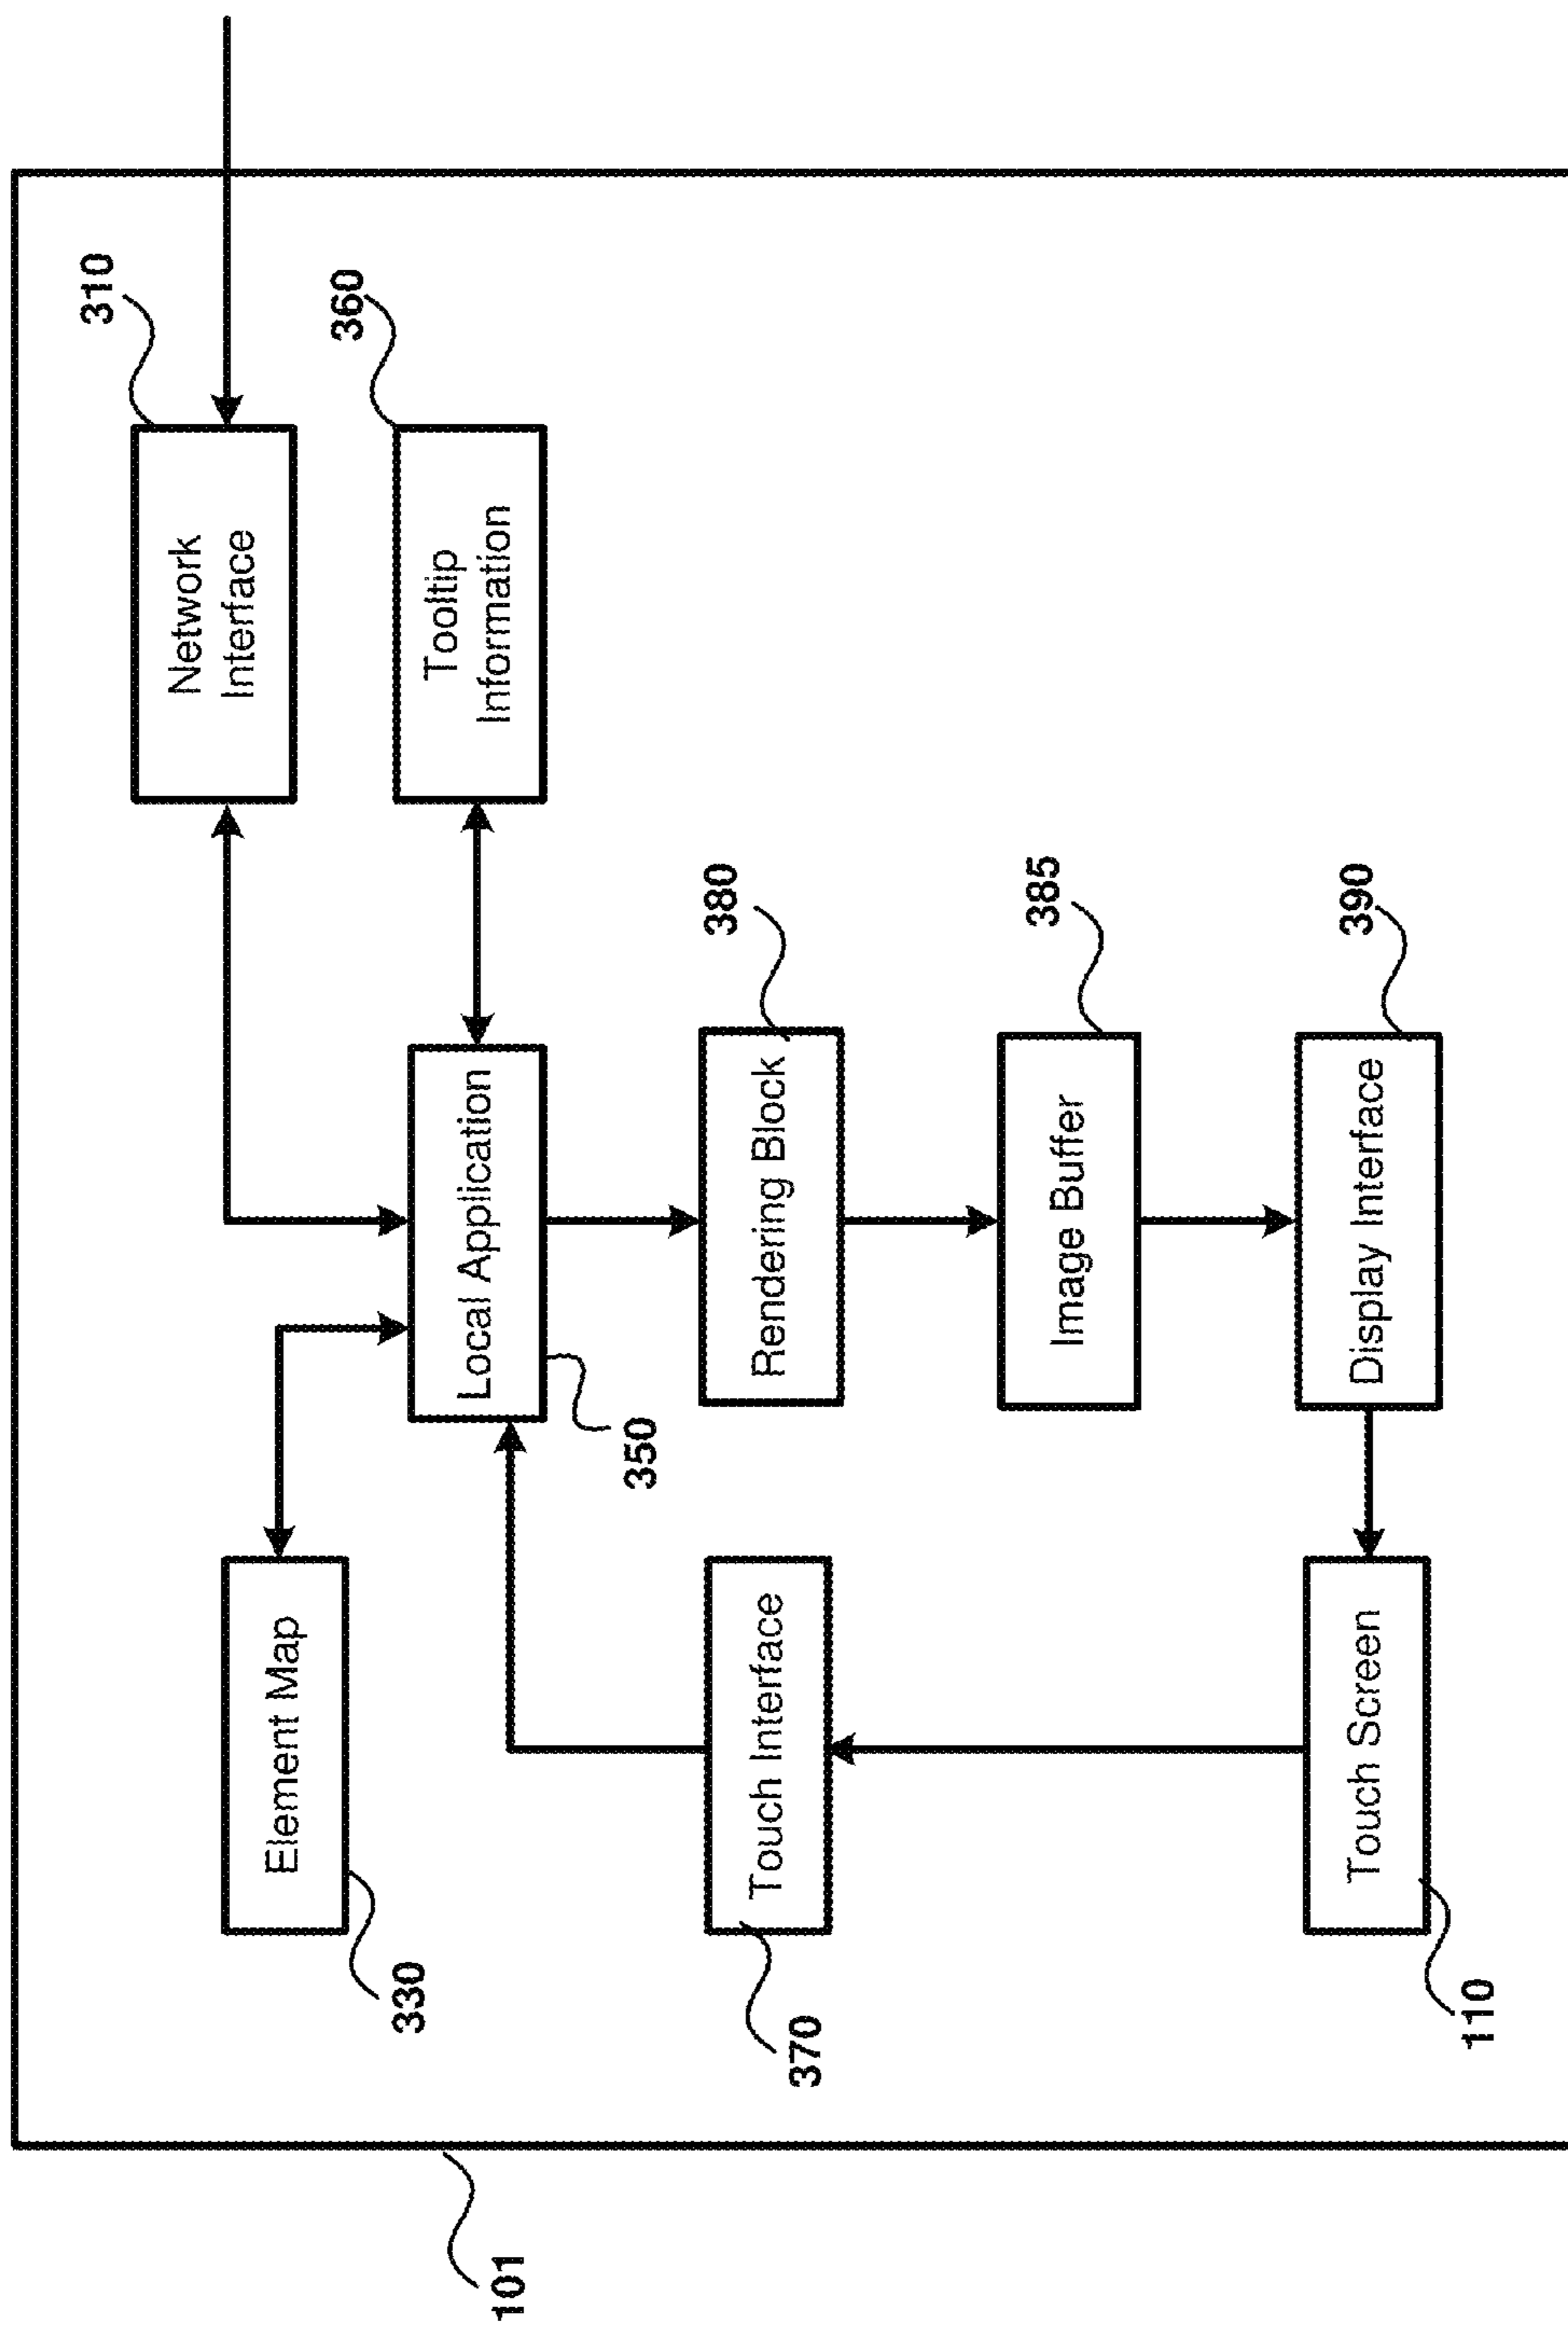 310
Network
Interface
360
Tooltip
Information
Element Map
330
Local Application
350
380
Rendering Block
385
Image Buffer
390
Display Interface
Touch Interface
370
Touch Screen
110
101